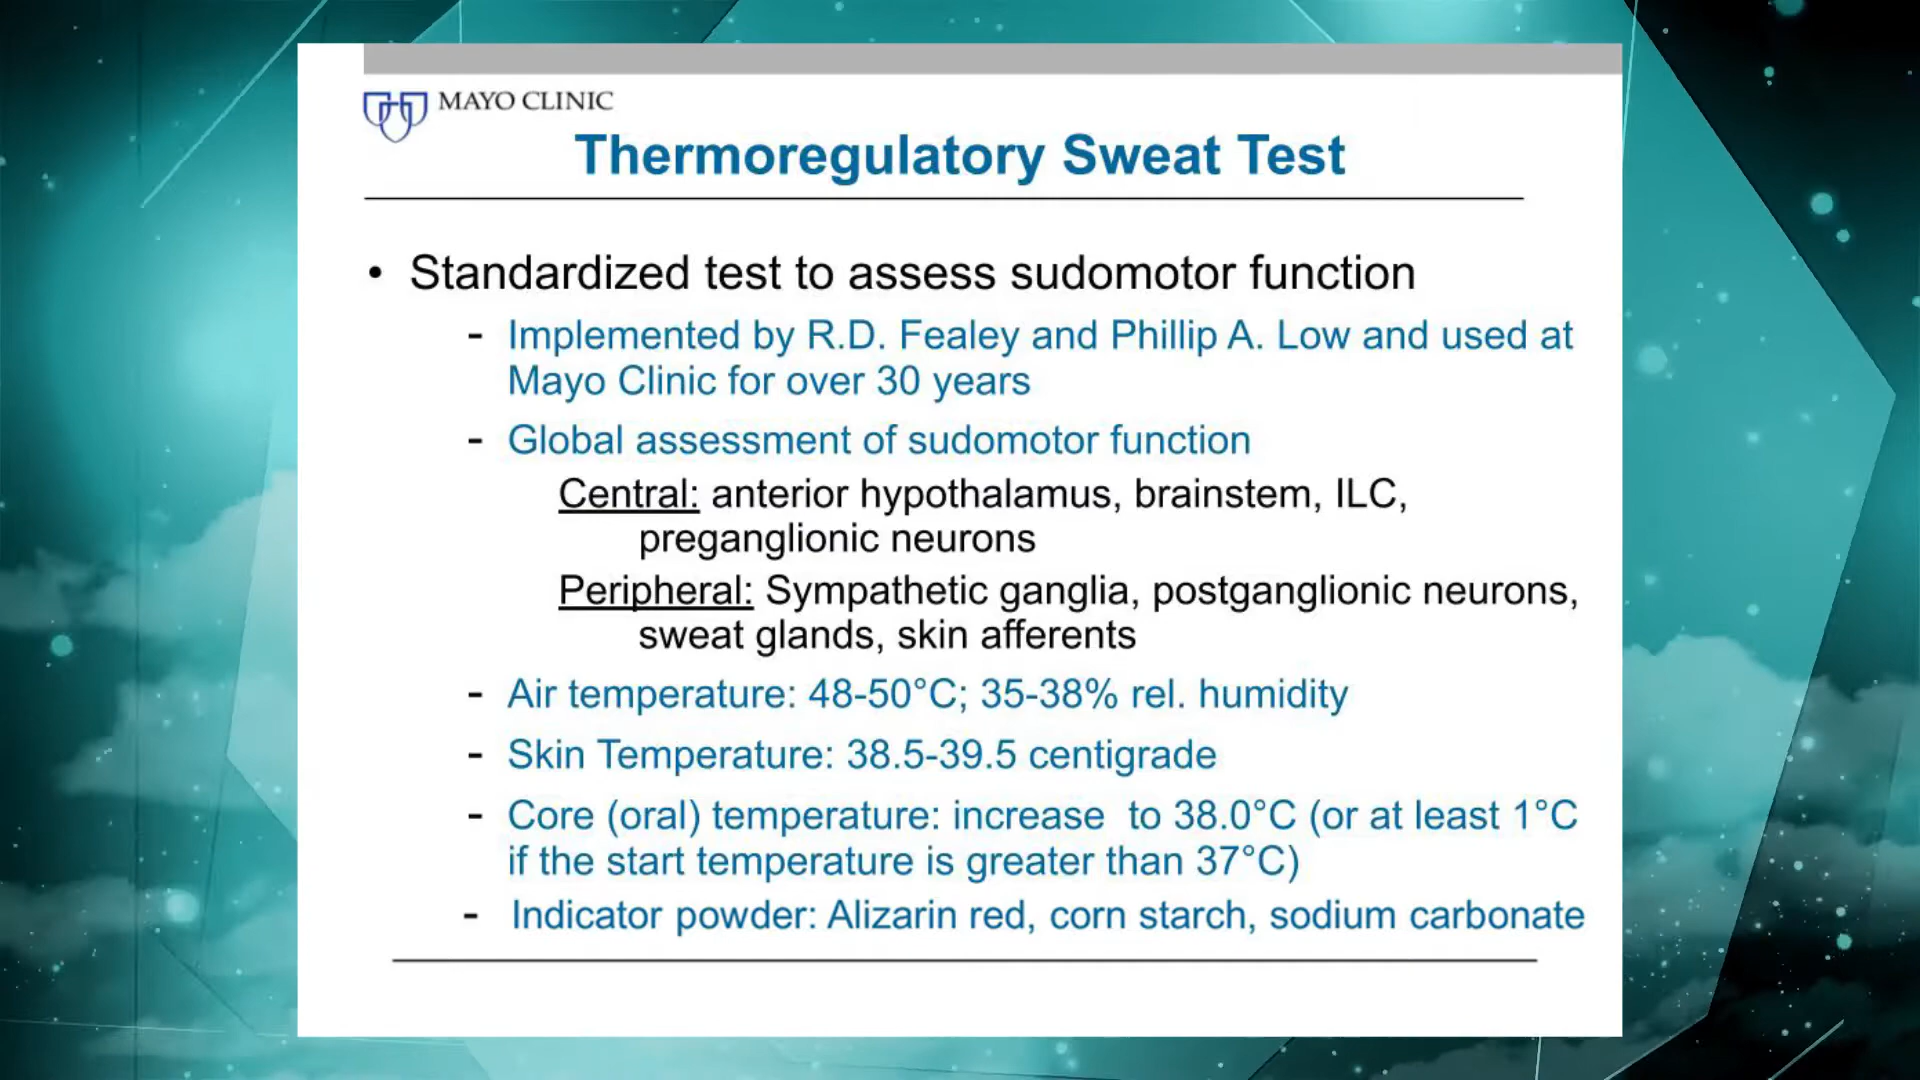 MAYO CLINIC
Thermoregulatory Sweat Test
• Standardized test to assess sudomotor function
- Implemented by R.D. Fealey and Phillip A. Low and used at
Mayo Clinic for over 30 years
- Global assessment of sudomotor function
Central: anterior hypothalamus, brainstem, ILC,
preganglionic neurons
Peripheral: Sympathetic ganglia, postganglionic neurons,
sweat glands, skin afferents
- Air temperature: 48-50°C; 35-38% rel. humidity
- Skin Temperature: 38.5-39.5 centigrade
- Core (oral) temperature: increase  to 38.0°C (or at least 1°C
if the start temperature is greater than 37°C)
- Indicator powder: Alizarin red, corn starch, sodium carbonate